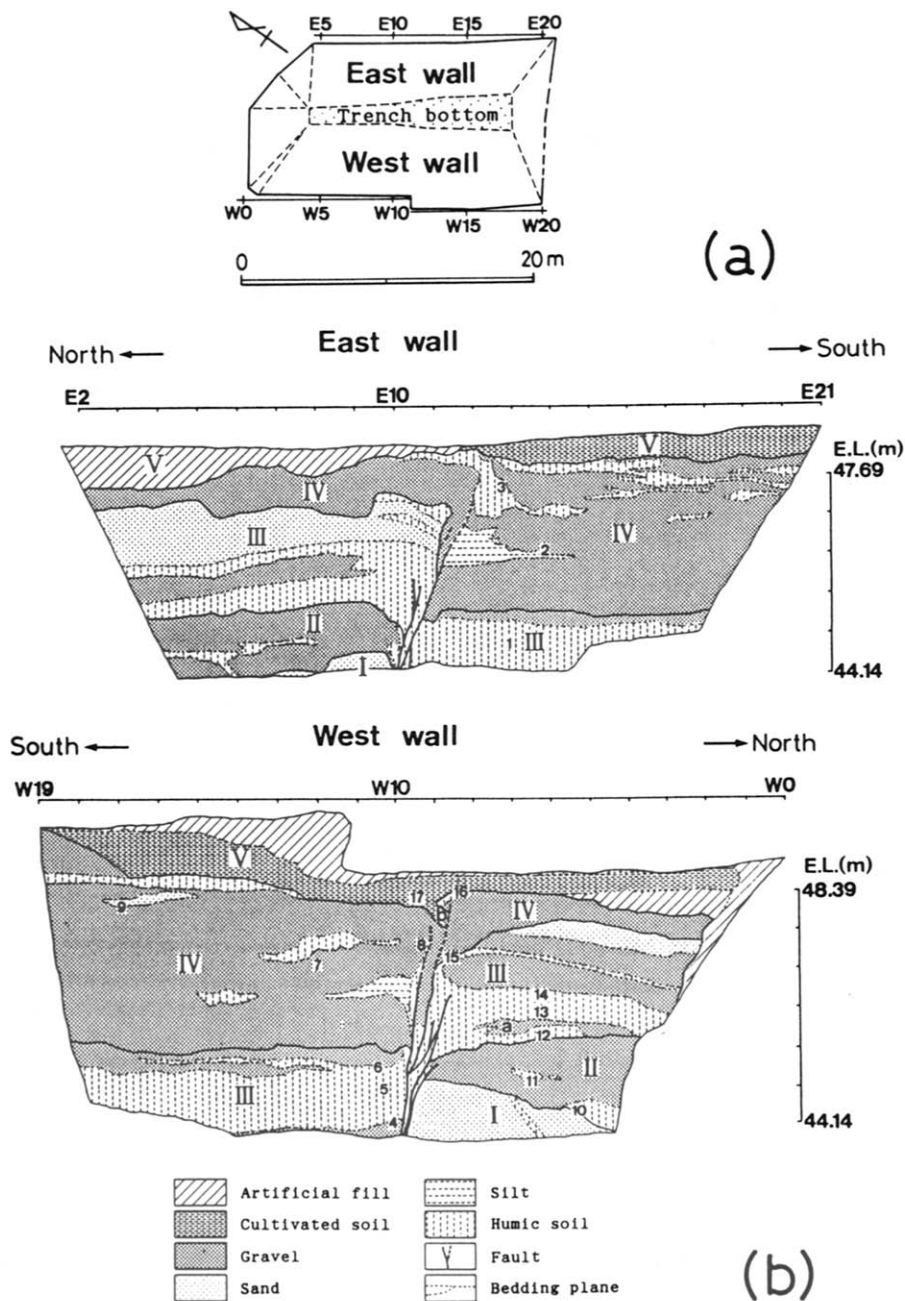 E5 E10 E15 E20
East wall
Trench bottom
West wall
W0 W5 W10 W15 W20
(a)
0 20 m
East wall
North ← → South
E2 E10 E21
E.L.(m)
V V
47.69
IV 3
III IV
2
II
1 III
I
44.14
West wall
South ← → North
W19 W10 W0
E.L.(m)
V
17 16 48.39
9 b IV
8
IV 7 15 III
14
13
a
12
6 II
5 11
III I 10
4
44.14
Artificial fill Silt
Cultivated soil Humic soil
Gravel Fault
Sand Bedding plane
(b)